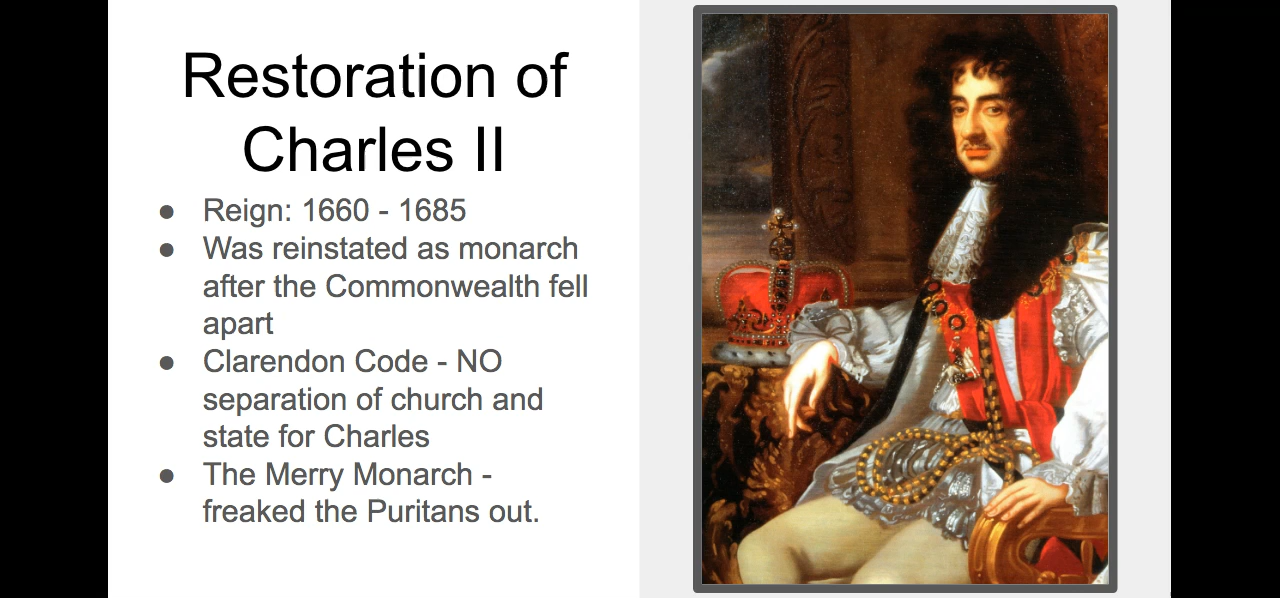 Restoration of
Charles II
● Reign: 1660 - 1685
● Was reinstated as monarch
after the Commonwealth fell
apart
● Clarendon Code - NO
separation of church and
state for Charles
● The Merry Monarch -
freaked the Puritans out.